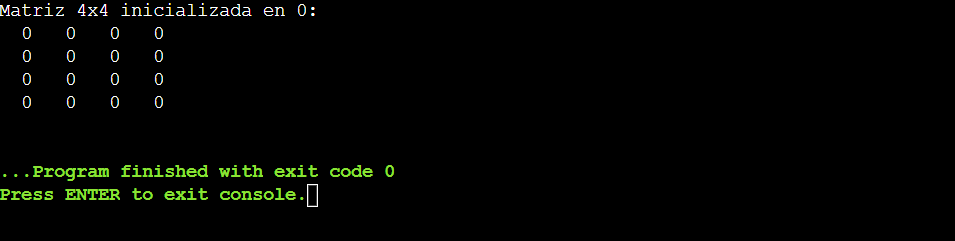 Matriz 4x4 inicializada en 0:
0 0 0 0
0 0 0 0
0 0 0 0
0 0 0 0
...Program finished with exit code 0
Press ENTER to exit console.